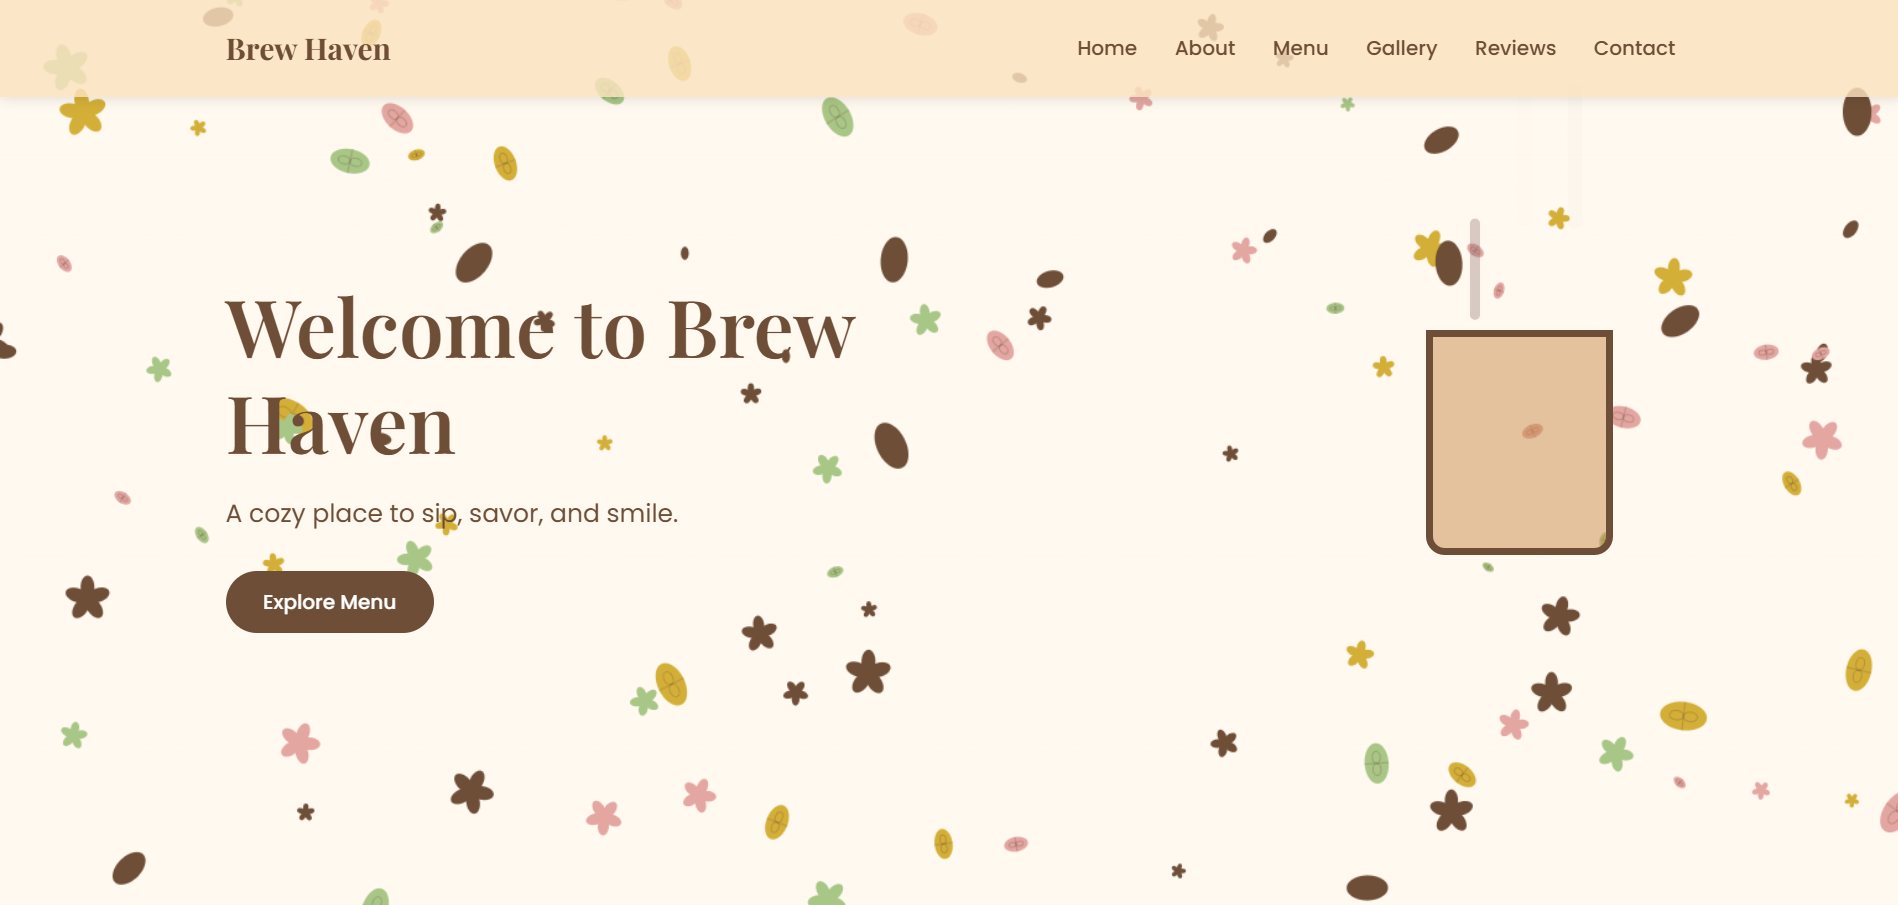 Brew Haven
Home About Menu Gallery Reviews Contact
Welcome to Brew
Haven
A cozy place to sip, savor, and smile.
Explore Menu